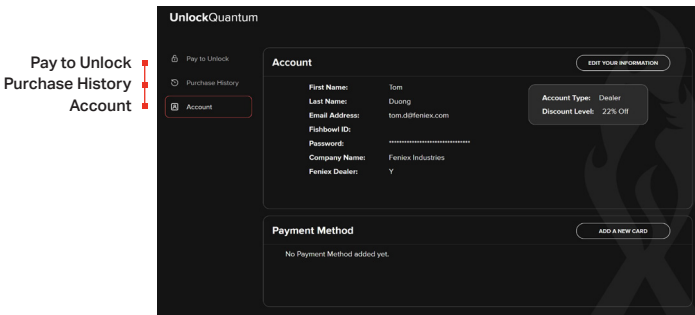 UnlockQuantum
Pay to Unlock
Purchase History
Account
Pay to Unlock
Purchase History
Account
Account
EDIT YOUR INFORMATION
First Name: Tom
Last Name: Duong
Email Address: tom.d@feniex.com
Fishbowl ID:
Password: ********************************
Company Name: Feniex Industries
Feniex Dealer: Y
Account Type: Dealer
Discount Level: 22% Off
Payment Method
ADD A NEW CARD
No Payment Method added yet.